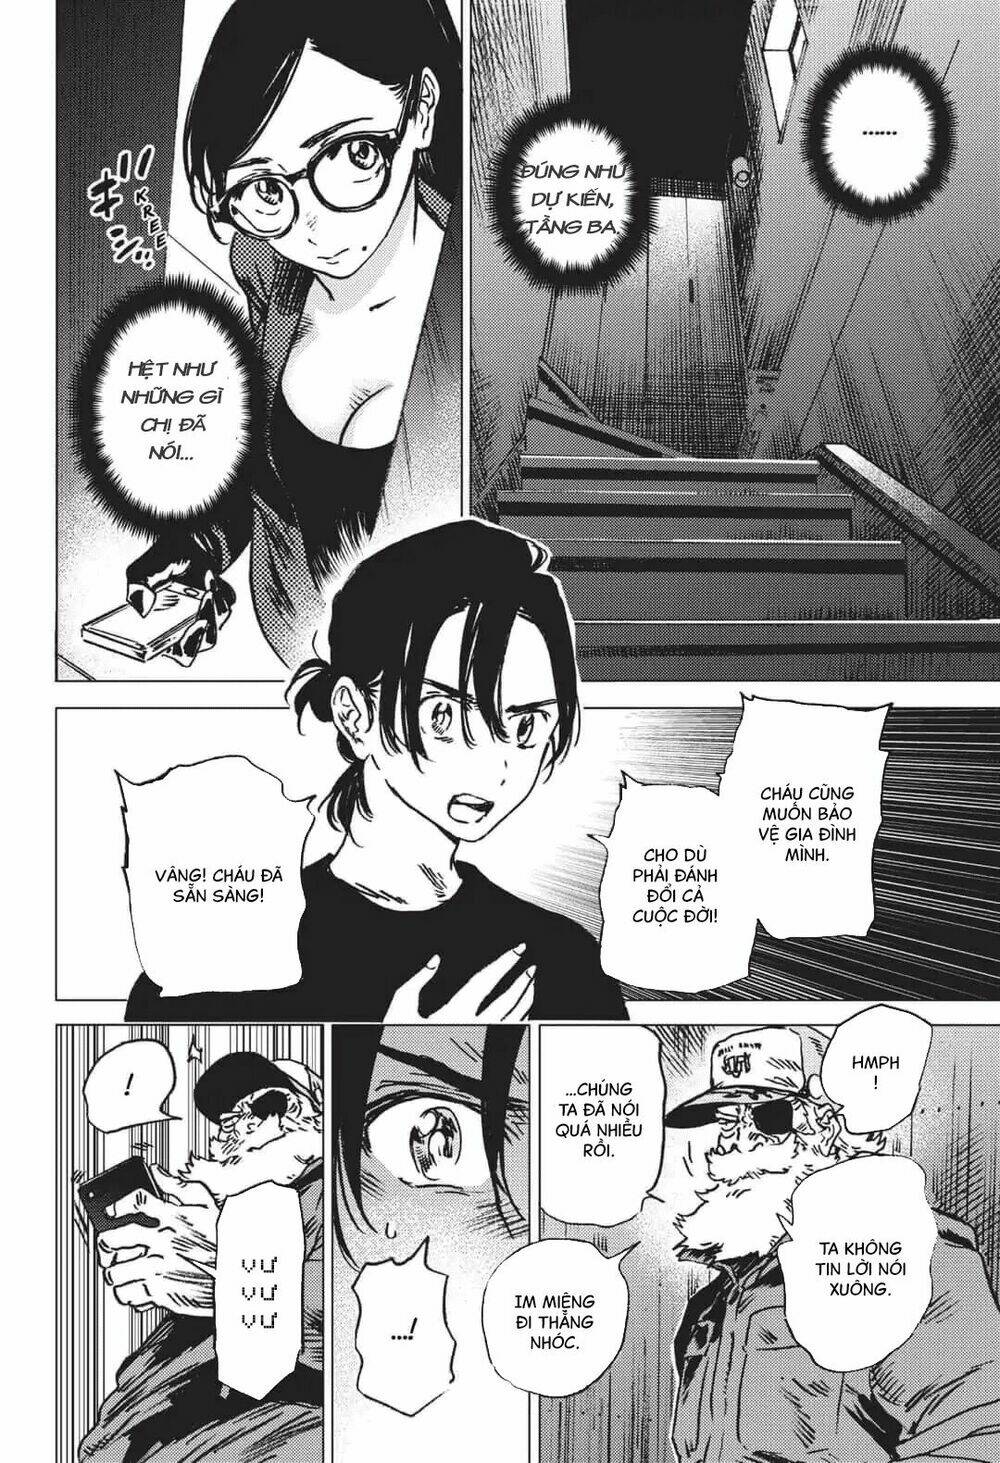 ……
ĐÚNG NHƯ
DỰ KIẾN,
TẦNG BA.
KREE
HỆT NHƯ
NHỮNG GÌ
CHỊ ĐÃ
NÓI...
CHÁU CŨNG
MUỐN BẢO
VỆ GIA ĐÌNH
MÌNH.
CHO DÙ
PHẢI ĐÁNH
ĐỔI CẢ
CUỘC ĐỜI!
VÂNG! CHÁU ĐÃ
SẴN SÀNG!
HMPH
!
TA KHÔNG
TIN LỜI NÓI
XUÔNG.
...CHÚNG
TA ĐÃ NÓI
QUÁ NHIỀU
RỒI.
IM MIỆNG
ĐI THẰNG
NHÓC.
....!
!
VƯ
VƯ
VƯ